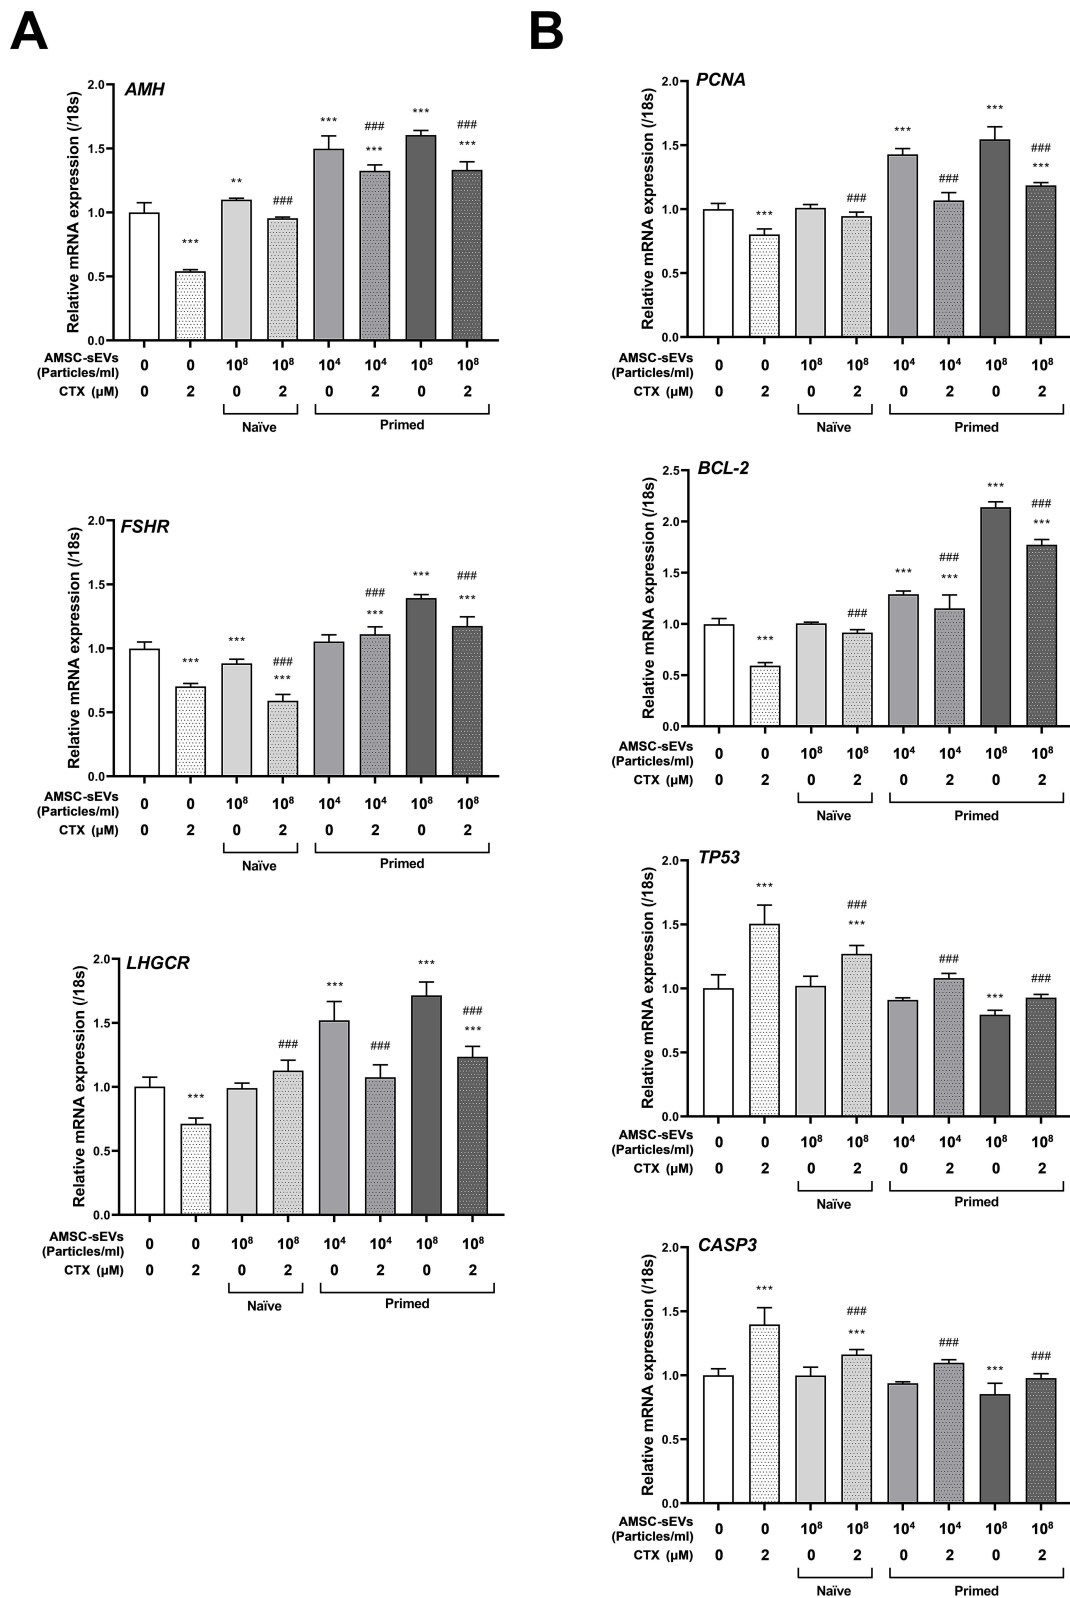 A
AMH
Relative mRNA expression (/18s)
2.0
1.5
1.0
0.5
0.0
*** ** ### *** ### *** *** ### ***
AMSC-sEVs (Particles/ml) 0 0 10⁸ 10⁸ 10⁴ 10⁴ 10⁸ 10⁸
CTX (µM) 0 2 0 2 0 2 0 2
Naïve Primed
FSHR
Relative mRNA expression (/18s)
2.0
1.5
1.0
0.5
0.0
*** *** ### *** ### *** *** ### ***
AMSC-sEVs (Particles/ml) 0 0 10⁸ 10⁸ 10⁴ 10⁴ 10⁸ 10⁸
CTX (µM) 0 2 0 2 0 2 0 2
Naïve Primed
LHGCR
Relative mRNA expression (/18s)
2.0
1.5
1.0
0.5
0.0
*** ### *** ### *** ### ***
AMSC-sEVs (Particles/ml) 0 0 10⁸ 10⁸ 10⁴ 10⁴ 10⁸ 10⁸
CTX (µM) 0 2 0 2 0 2 0 2
Naïve Primed
B
PCNA
Relative mRNA expression (/18s)
2.0
1.5
1.0
0.5
0.0
*** ### *** ### *** ### ***
AMSC-sEVs (Particles/ml) 0 0 10⁸ 10⁸ 10⁴ 10⁴ 10⁸ 10⁸
CTX (µM) 0 2 0 2 0 2 0 2
Naïve Primed
BCL-2
Relative mRNA expression (/18s)
2.5
2.0
1.5
1.0
0.5
0.0
*** ### *** ### *** *** ### ***
AMSC-sEVs (Particles/ml) 0 0 10⁸ 10⁸ 10⁴ 10⁴ 10⁸ 10⁸
CTX (µM) 0 2 0 2 0 2 0 2
Naïve Primed
TP53
Relative mRNA expression (/18s)
2.0
1.5
1.0
0.5
0.0
*** ### *** ### *** ###
AMSC-sEVs (Particles/ml) 0 0 10⁸ 10⁸ 10⁴ 10⁴ 10⁸ 10⁸
CTX (µM) 0 2 0 2 0 2 0 2
Naïve Primed
CASP3
Relative mRNA expression (/18s)
2.0
1.5
1.0
0.5
0.0
*** ### *** ### *** ###
AMSC-sEVs (Particles/ml) 0 0 10⁸ 10⁸ 10⁴ 10⁴ 10⁸ 10⁸
CTX (µM) 0 2 0 2 0 2 0 2
Naïve Primed